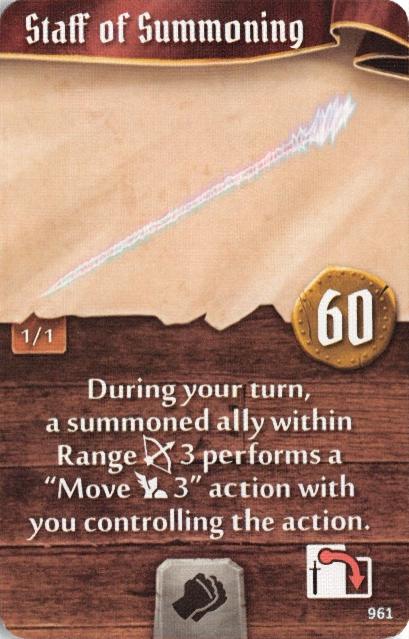 Staff of Summoning
60
1/1
During your turn,
a summoned ally within
Range 3 performs a
“Move 3” action with
you controlling the action.
961